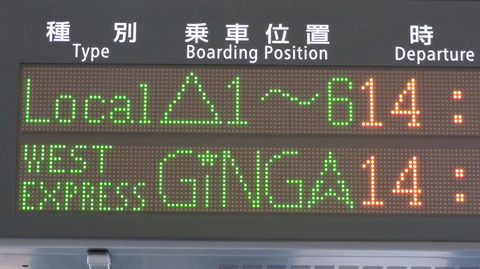 種別 乗車位置 時
Type Boarding Position Departure
Local △1～6 14:
WEST EXPRESS GiNGA 14: